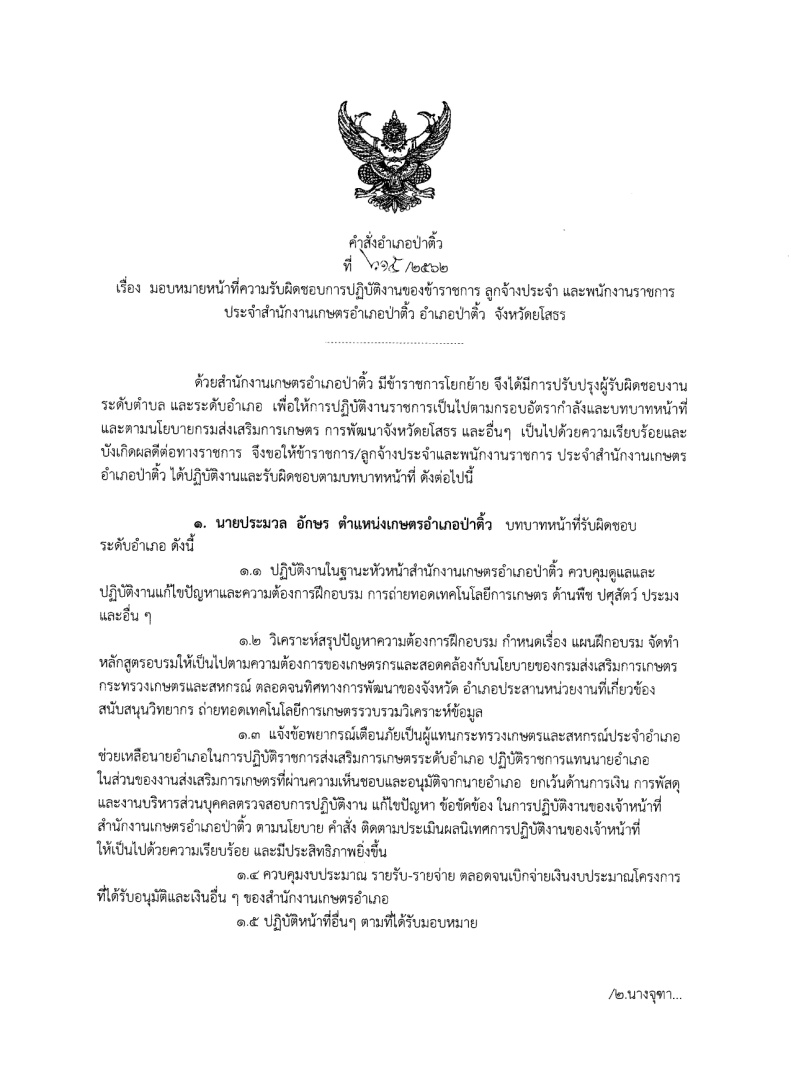 คำสั่งอำเภอป่าติ้ว
ที่ ๖๑๕ /๒๕๖๒
เรื่อง มอบหมายหน้าที่ความรับผิดชอบการปฏิบัติงานของข้าราชการ ลูกจ้างประจำ และพนักงานราชการ
ประจำสำนักงานเกษตรอำเภอป่าติ้ว อำเภอป่าติ้ว จังหวัดยโสธร
ด้วยสำนักงานเกษตรอำเภอป่าติ้ว มีข้าราชการโยกย้าย จึงได้มีการปรับปรุงผู้รับผิดชอบงาน
ระดับตำบล และระดับอำเภอ เพื่อให้การปฏิบัติงานราชการเป็นไปตามกรอบอัตรากำลังและบทบาทหน้าที่
และตามนโยบายกรมส่งเสริมการเกษตร การพัฒนาจังหวัดยโสธร และอื่นๆ เป็นไปด้วยความเรียบร้อยและ
บังเกิดผลดีต่อทางราชการ จึงขอให้ข้าราชการ/ลูกจ้างประจำและพนักงานราชการ ประจำสำนักงานเกษตร
อำเภอป่าติ้ว ได้ปฏิบัติงานและรับผิดชอบตามบทบาทหน้าที่ ดังต่อไปนี้
๑. นายประมวล อักษร ตำแหน่งเกษตรอำเภอป่าติ้ว บทบาทหน้าที่รับผิดชอบ
ระดับอำเภอ ดังนี้
๑.๑ ปฏิบัติงานในฐานะหัวหน้าสำนักงานเกษตรอำเภอป่าติ้ว ควบคุมดูแลและ
ปฏิบัติงานแก้ไขปัญหาและความต้องการฝึกอบรม การถ่ายทอดเทคโนโลยีการเกษตร ด้านพืช ปศุสัตว์ ประมง
และอื่น ๆ
๑.๒ วิเคราะห์สรุปปัญหาความต้องการฝึกอบรม กำหนดเรื่อง แผนฝึกอบรม จัดทำ
หลักสูตรอบรมให้เป็นไปตามความต้องการของเกษตรกรและสอดคล้องกับนโยบายของกรมส่งเสริมการเกษตร
กระทรวงเกษตรและสหกรณ์ ตลอดจนทิศทางการพัฒนาของจังหวัด อำเภอประสานหน่วยงานที่เกี่ยวข้อง
สนับสนุนวิทยากร ถ่ายทอดเทคโนโลยีการเกษตรรวบรวมวิเคราะห์ข้อมูล
๑.๓ แจ้งข้อพยากรณ์เตือนภัยเป็นผู้แทนกระทรวงเกษตรและสหกรณ์ประจำอำเภอ
ช่วยเหลือนายอำเภอในการปฏิบัติราชการส่งเสริมการเกษตรระดับอำเภอ ปฏิบัติราชการแทนนายอำเภอ
ในส่วนของงานส่งเสริมการเกษตรที่ผ่านความเห็นชอบและอนุมัติจากนายอำเภอ ยกเว้นด้านการเงิน การพัสดุ
และงานบริหารส่วนบุคคลตรวจสอบการปฏิบัติงาน แก้ไขปัญหา ข้อขัดข้อง ในการปฏิบัติงานของเจ้าหน้าที่
สำนักงานเกษตรอำเภอป่าติ้ว ตามนโยบาย คำสั่ง ติดตามประเมินผลนิเทศการปฏิบัติงานของเจ้าหน้าที่
ให้เป็นไปด้วยความเรียบร้อย และมีประสิทธิภาพยิ่งขึ้น
๑.๔ ควบคุมงบประมาณ รายรับ-รายจ่าย ตลอดจนเบิกจ่ายเงินงบประมาณโครงการ
ที่ได้รับอนุมัติและเงินอื่น ๆ ของสำนักงานเกษตรอำเภอ
๑.๕ ปฏิบัติหน้าที่อื่นๆ ตามที่ได้รับมอบหมาย
/๒.นางจุฑา...